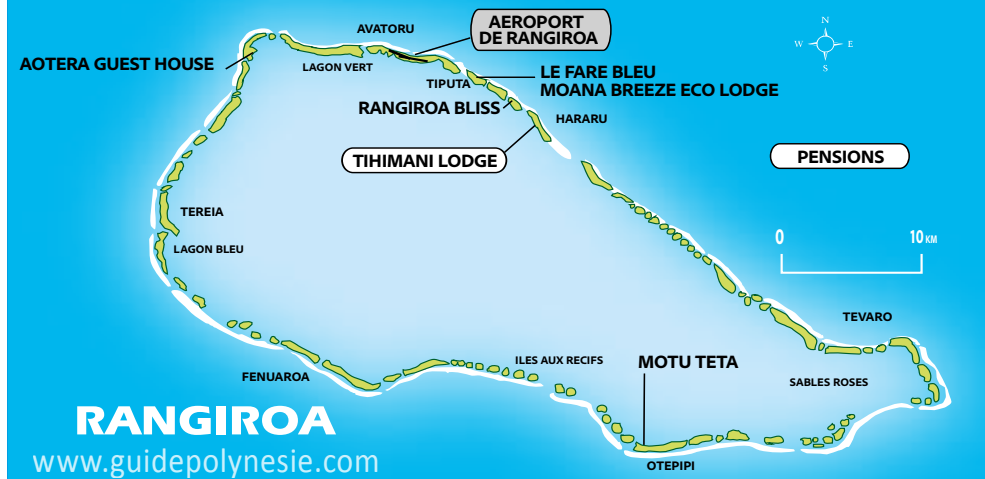 AVATORU
AEROPORT
DE RANGIROA
N
W
E
S
AOTERA GUEST HOUSE
LAGON VERT
TIPUTA
LE FARE BLEU
MOANA BREEZE ECO LODGE
RANGIROA BLISS
HARARU
TIHIMANI LODGE
PENSIONS
TEREIA
LAGON BLEU
0
10 KM
TEVARO
ILES AUX RECIFS
MOTU TETA
FENUAROA
SABLES ROSES
RANGIROA
www.guidepolynesie.com
OTEPIPI